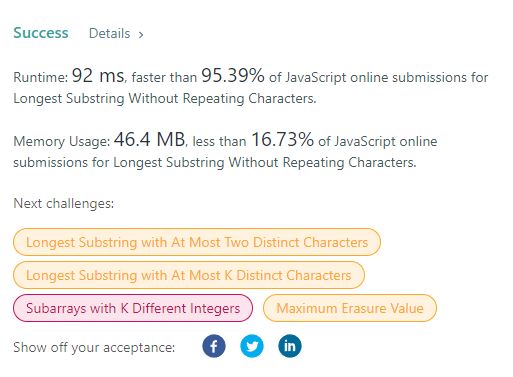 Success Details >
Runtime: 92 ms, faster than 95.39% of JavaScript online submissions for
Longest Substring Without Repeating Characters.
Memory Usage: 46.4 MB, less than 16.73% of JavaScript online
submissions for Longest Substring Without Repeating Characters.
Next challenges:
Longest Substring with At Most Two Distinct Characters
Longest Substring with At Most K Distinct Characters
Subarrays with K Different Integers Maximum Erasure Value
Show off your acceptance: